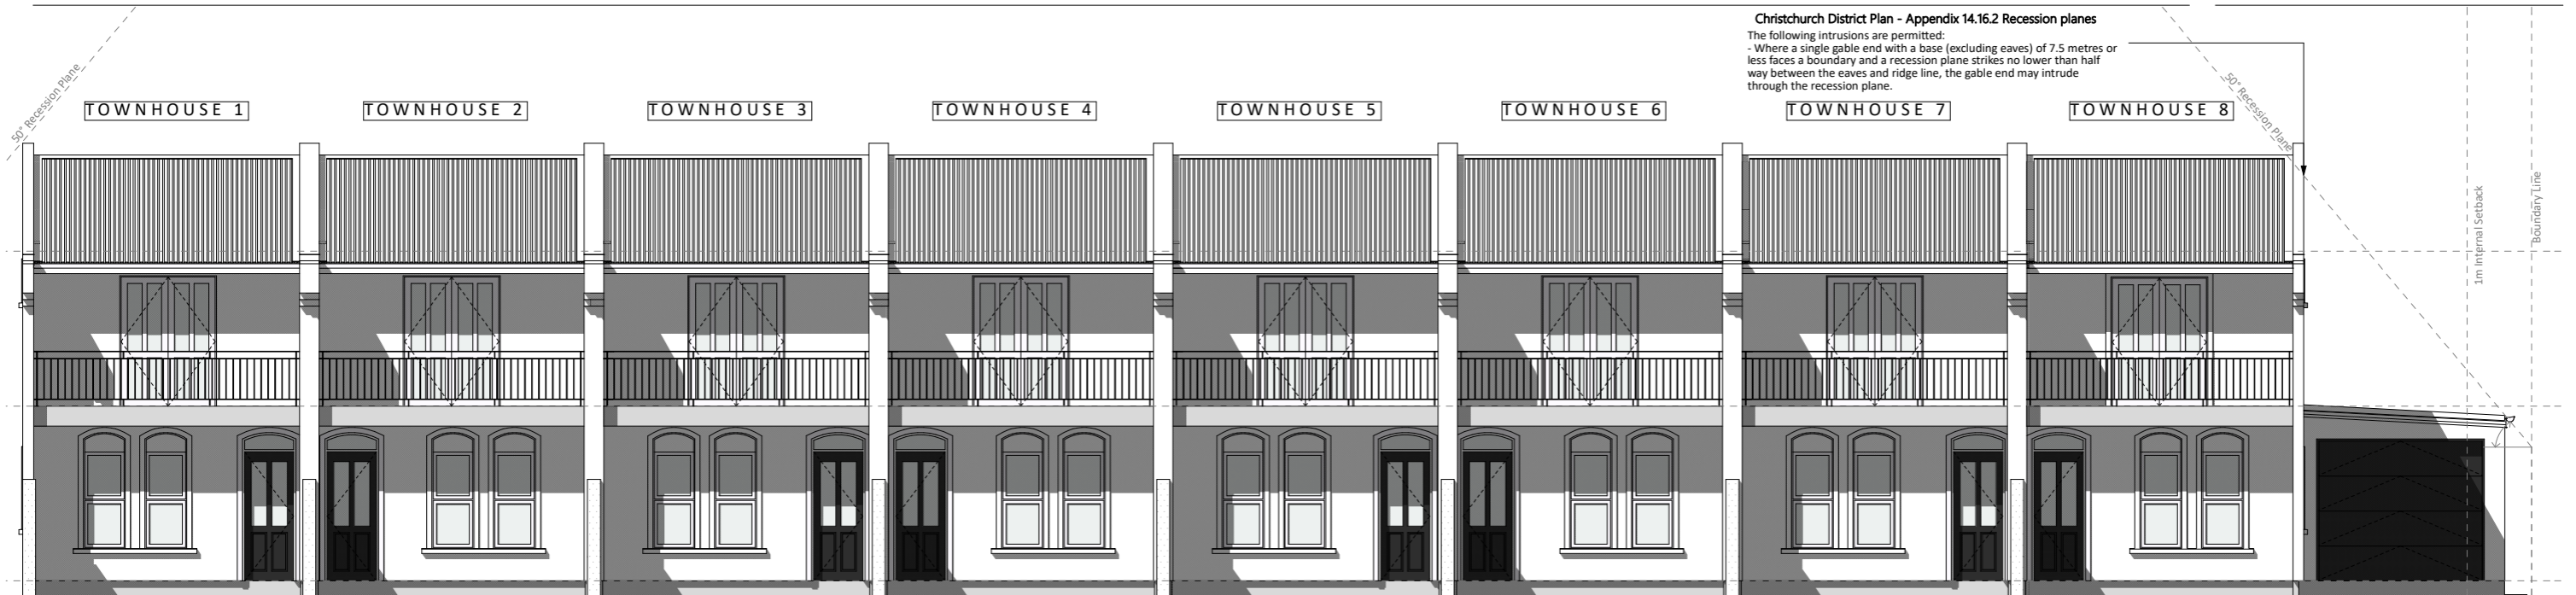 Christchurch District Plan - Appendix 14.16.2 Recession planes
The following intrusions are permitted:
- Where a single gable end with a base (excluding eaves) of 7.5 metres or
less faces a boundary and a recession plane strikes no lower than half
way between the eaves and ridge line, the gable end may intrude
through the recession plane.
50° Recession Plane
TOWNHOUSE 1
TOWNHOUSE 2
TOWNHOUSE 3
TOWNHOUSE 4
TOWNHOUSE 5
TOWNHOUSE 6
TOWNHOUSE 7
TOWNHOUSE 8
50° Recession Plane
1m Internal Setback
Boundary Line